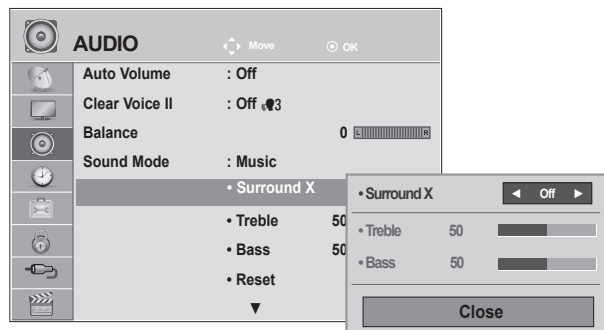 AUDIO
Move
OK
Auto Volume : Off
Clear Voice II : Off 3
Balance 0 L R
Sound Mode : Music
• Surround X
• Treble 50
• Bass 50
• Reset
▼
• Surround X ◄ Off ►
• Treble 50
• Bass 50
Close